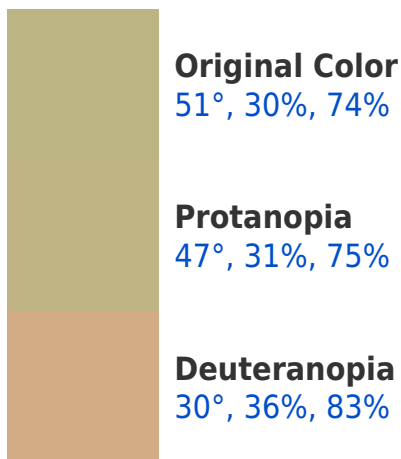 Original Color
51°, 30%, 74%
Protanopia
47°, 31%, 75%
Deuteranopia
30°, 36%, 83%